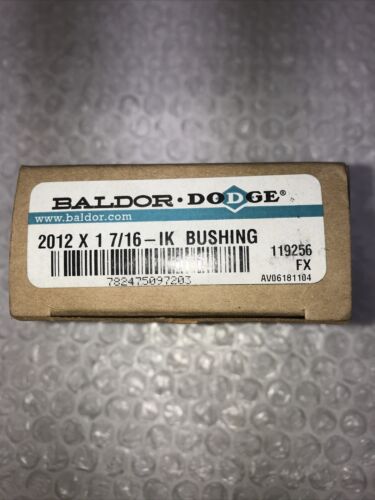 BALDOR · DODGE®
www.baldor.com
2012 X 1 7/16-IK BUSHING
119256
FX
782475097203
AV06181104